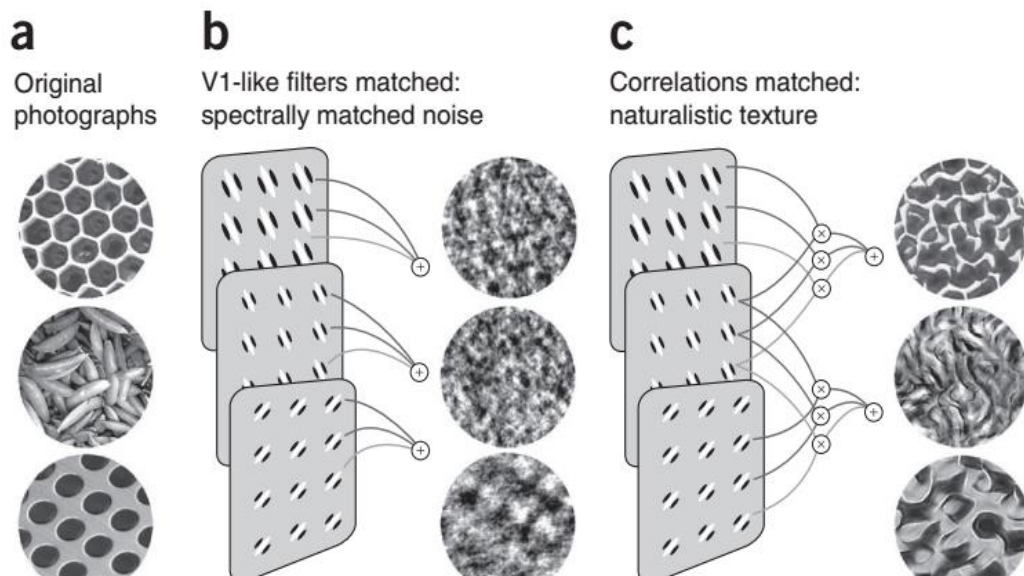 a
Original
photographs
b
V1-like filters matched:
spectrally matched noise
+
+
+
c
Correlations matched:
naturalistic texture
×
×
×
+
×
×
×
+